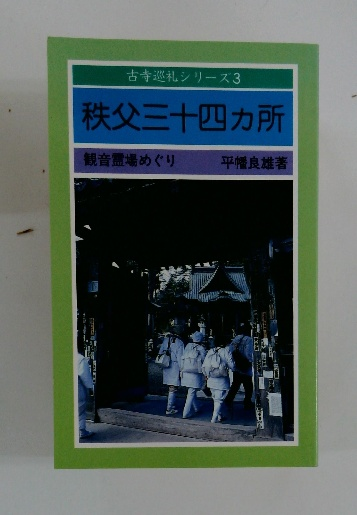 古寺巡礼シリーズ3
秩父三十四カ所
観音霊場めぐり 平幡良雄著